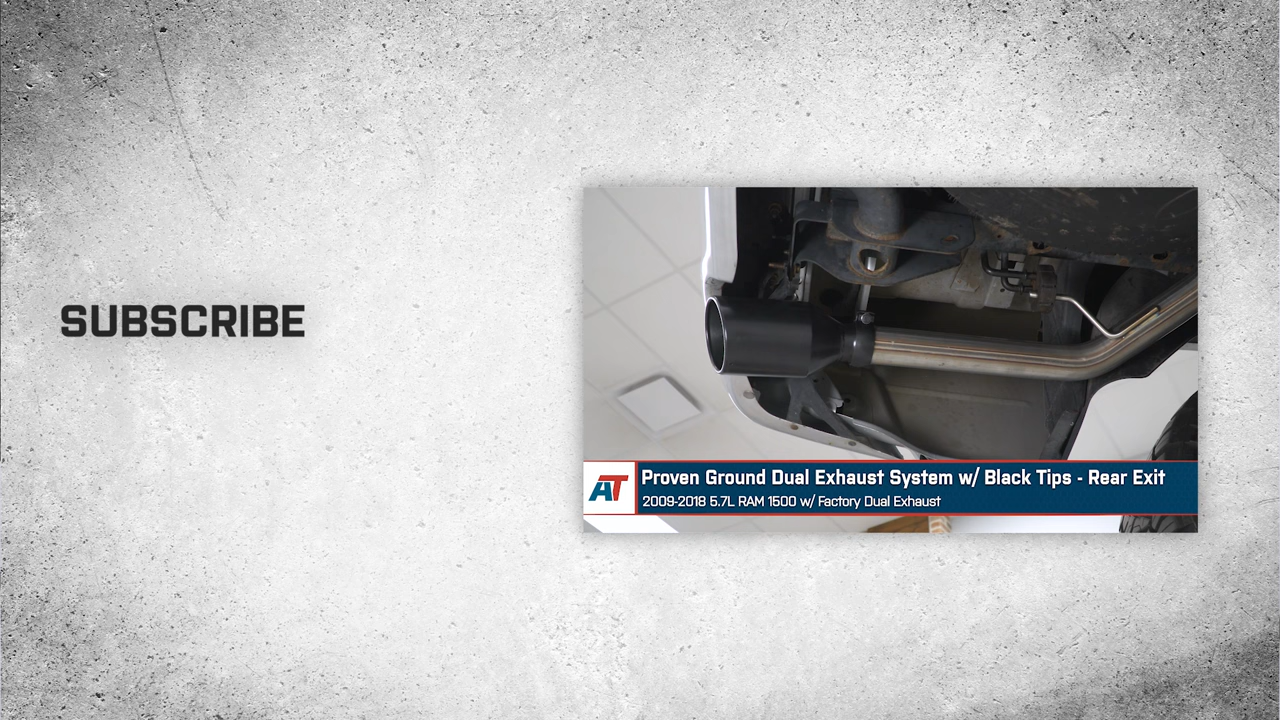 SUBSCRIBE
AT
Proven Ground Dual Exhaust System w/ Black Tips - Rear Exit
2009-2018 5.7L RAM 1500 w/ Factory Dual Exhaust